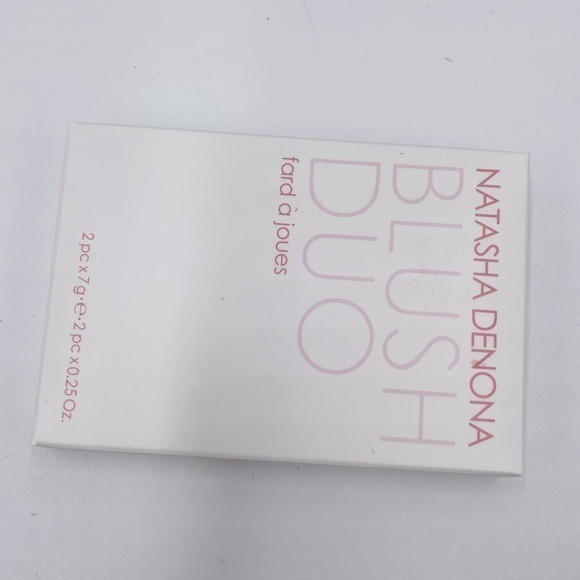 NATASHA DENONA
BLUSH
DUO
fard à joues
2 pc x 7 g·℮·2 pc x 0.25 Oz.